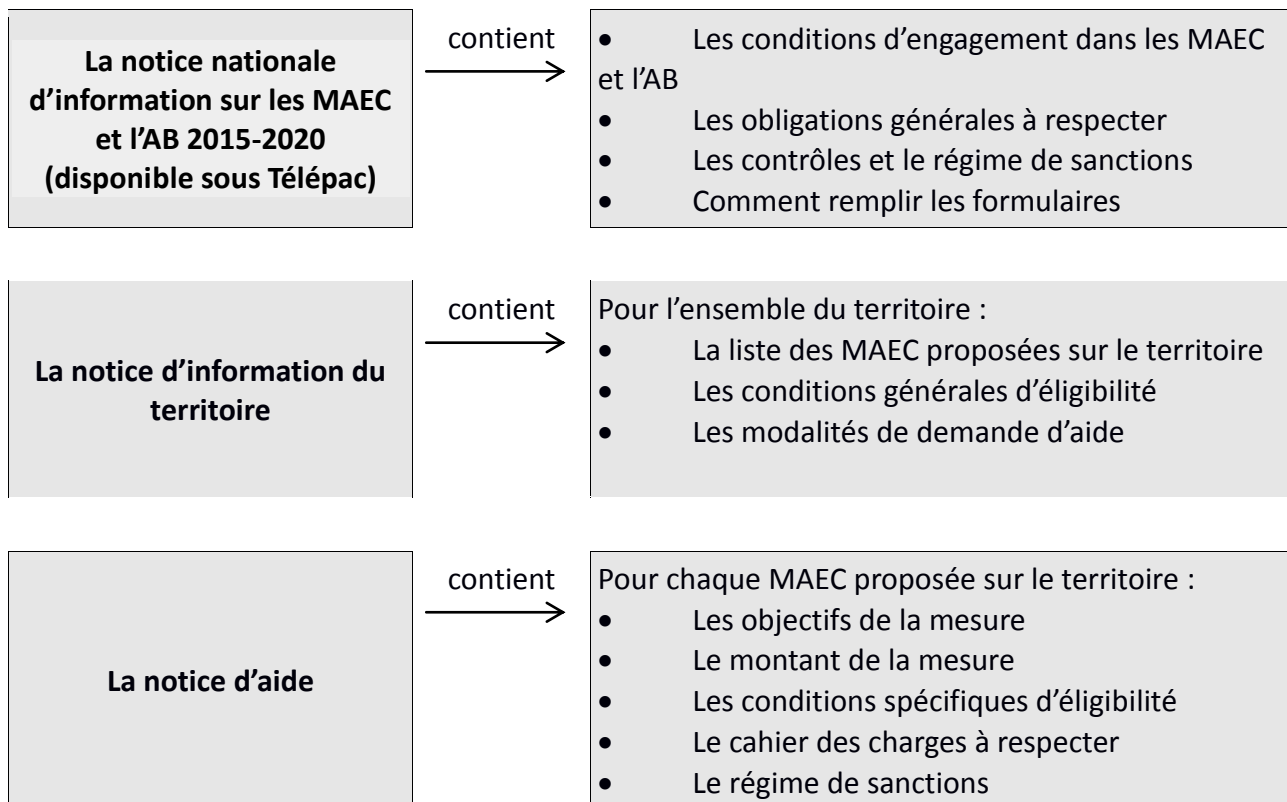 La notice nationale
d’information sur les MAEC
et l’AB 2015-2020
(disponible sous Télépac)
contient
• Les conditions d’engagement dans les MAEC
et l’AB
• Les obligations générales à respecter
• Les contrôles et le régime de sanctions
• Comment remplir les formulaires
La notice d’information du
territoire
contient
Pour l’ensemble du territoire :
• La liste des MAEC proposées sur le territoire
• Les conditions générales d’éligibilité
• Les modalités de demande d’aide
La notice d’aide
contient
Pour chaque MAEC proposée sur le territoire :
• Les objectifs de la mesure
• Le montant de la mesure
• Les conditions spécifiques d’éligibilité
• Le cahier des charges à respecter
• Le régime de sanctions